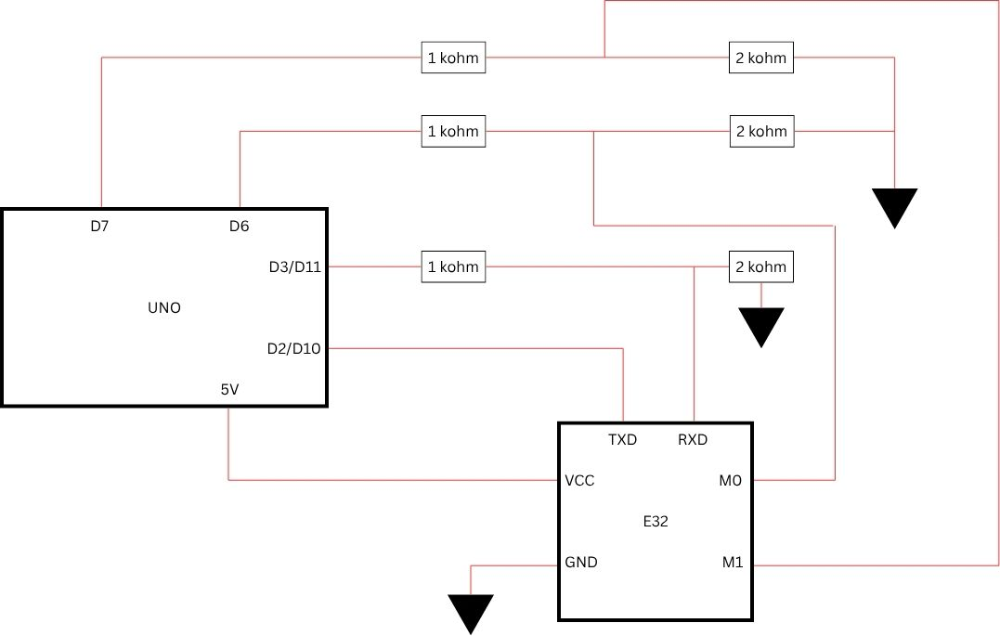 1 kohm
2 kohm
1 kohm
2 kohm
D7
D6
D3/D11
1 kohm
2 kohm
UNO
D2/D10
5V
TXD
RXD
VCC
M0
E32
GND
M1